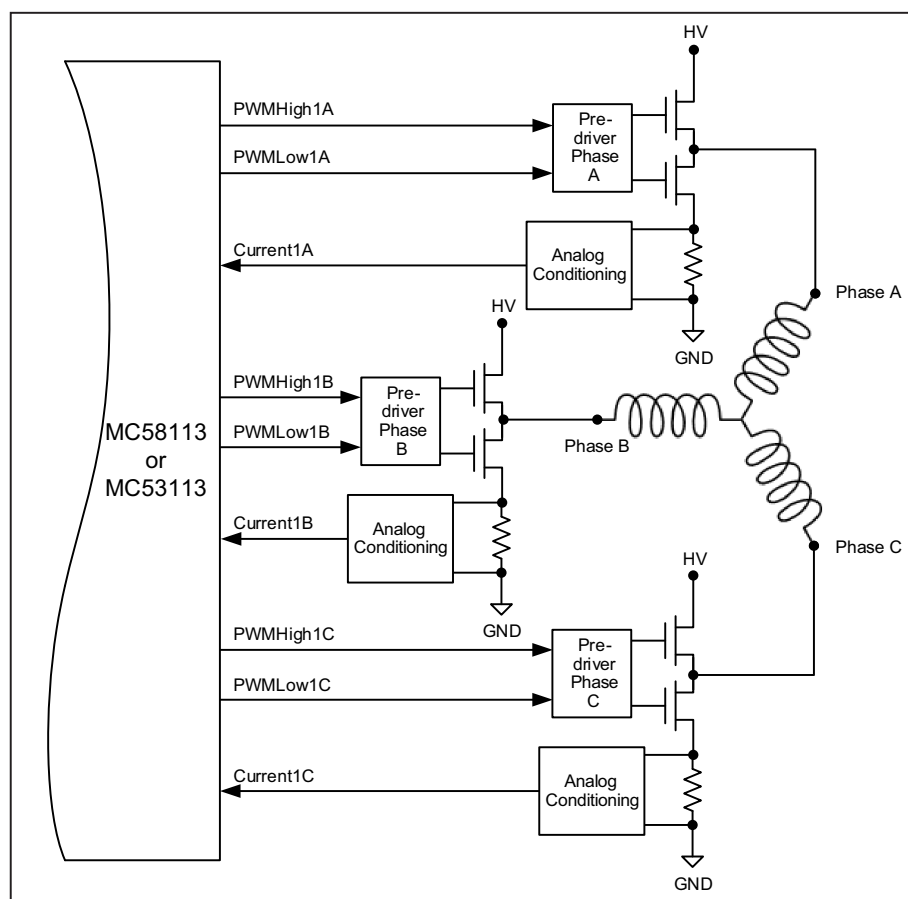 HV
PWMHigh1A
Pre-
driver
Phase
A
PWMLow1A
Current1A
Analog
Conditioning
GND
Phase A
HV
PWMHigh1B
Pre-
driver
Phase
B
PWMLow1B
Phase B
MC58113
or
MC53113
Current1B
Analog
Conditioning
GND
Phase C
HV
PWMHigh1C
Pre-
driver
Phase
C
PWMLow1C
Current1C
Analog
Conditioning
GND